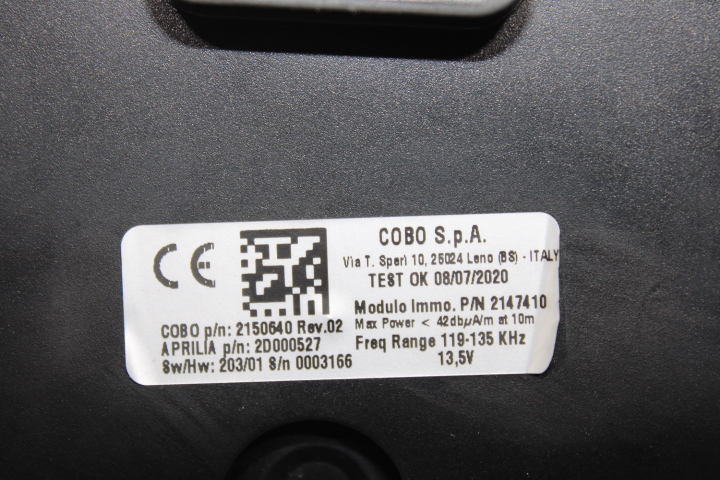 CE
COBO S.p.A.
Via T. Speri 10, 25024 Leno (BS) - ITALY
TEST OK 08/07/2020
Modulo Immo. P/N 2147410
Max Power < 42dbµA/m at 10m
Freq Range 119-135 KHz
13,5V
COBO p/n: 2150640 Rev.02
APRILIA p/n: 2D000527
Sw/Hw: 203/01 S/n 0003166